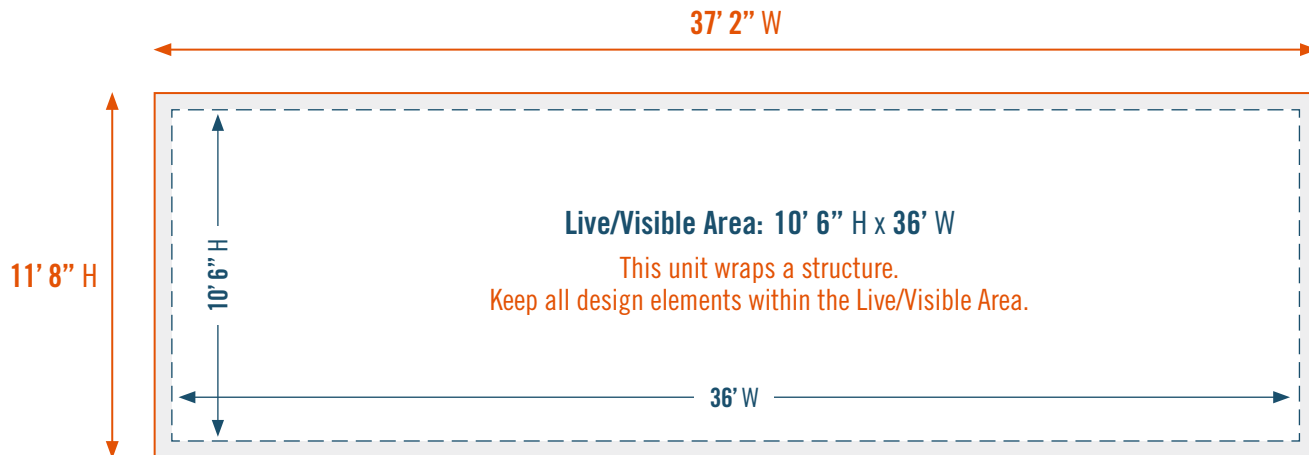 37’ 2” W
11’ 8” H
10’ 6” H
Live/Visible Area: 10’ 6” H x 36’ W
This unit wraps a structure.
Keep all design elements within the Live/Visible Area.
36’ W